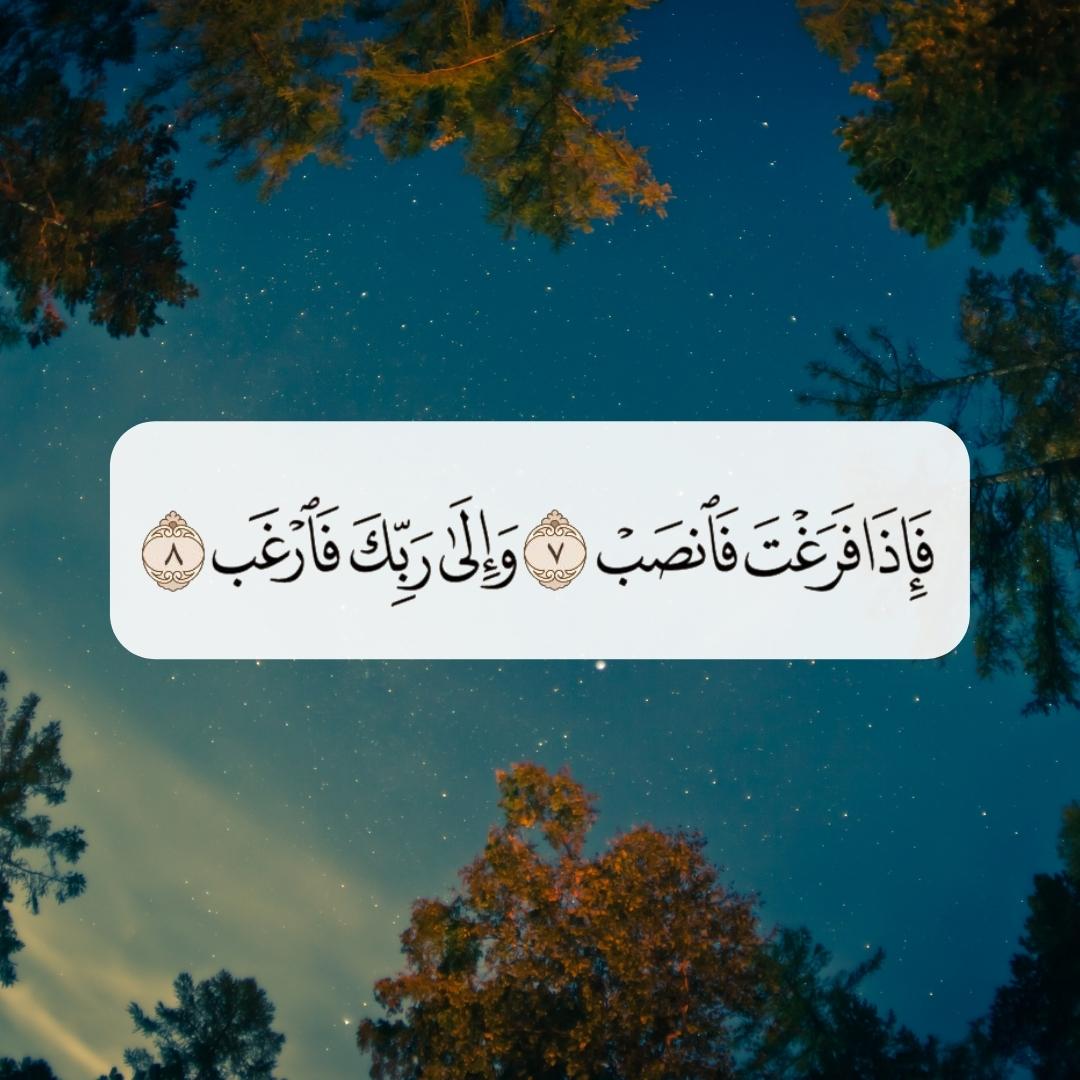 فَإِذَا فَرَغْتَ فَٱنصَبْ ٧ وَإِلَىٰ رَبِّكَ فَٱرْغَب ٨